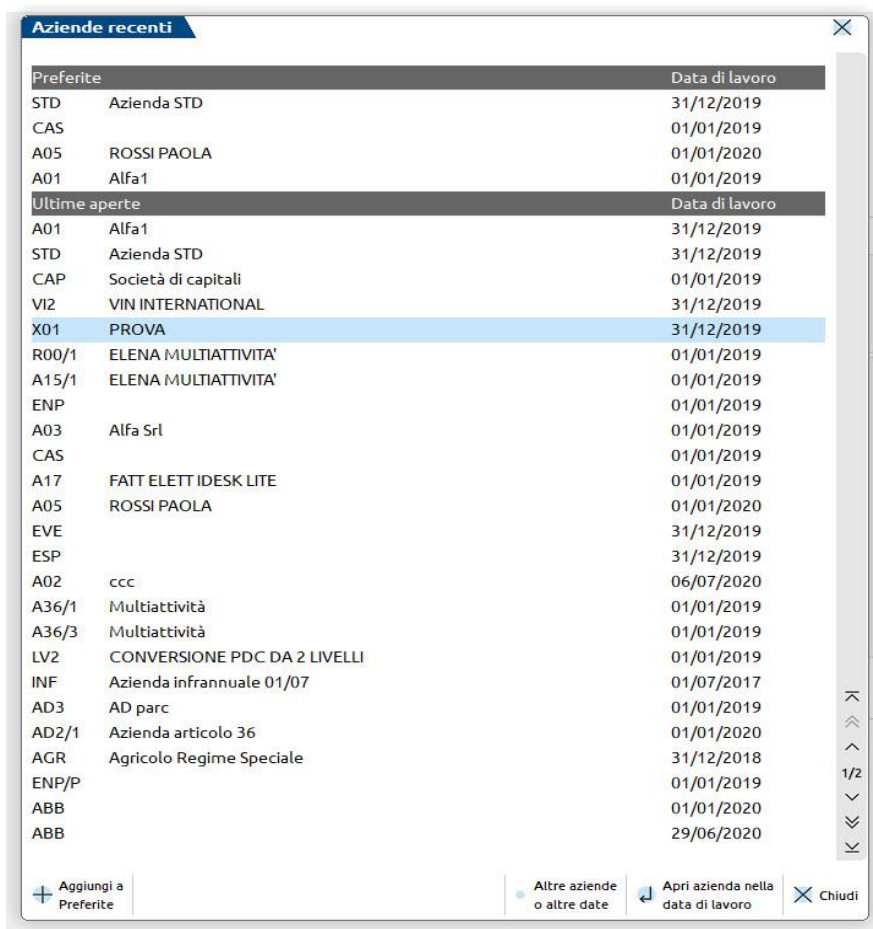 Aziende recenti
Preferite Data di lavoro
STD Azienda STD 31/12/2019
CAS 01/01/2019
A05 ROSSI PAOLA 01/01/2020
A01 Alfa1 01/01/2019
Ultime aperte Data di lavoro
A01 Alfa1 31/12/2019
STD Azienda STD 31/12/2019
CAP Società di capitali 01/01/2019
VI2 VIN INTERNATIONAL 31/12/2019
X01 PROVA 31/12/2019
R00/1 ELENA MULTIATTIVITA' 01/01/2019
A15/1 ELENA MULTIATTIVITA' 01/01/2019
ENP 01/01/2019
A03 Alfa Srl 01/01/2019
CAS 01/01/2019
A17 FATT ELETT IDESK LITE 01/01/2019
A05 ROSSI PAOLA 01/01/2020
EVE 31/12/2019
ESP 31/12/2019
A02 ccc 06/07/2020
A36/1 Multiattività 01/01/2019
A36/3 Multiattività 01/01/2019
LV2 CONVERSIONE PDC DA 2 LIVELLI 01/01/2019
INF Azienda infrannuale 01/07 01/07/2017
AD3 AD parc 01/01/2019
AD2/1 Azienda articolo 36 01/01/2020
AGR Agricolo Regime Speciale 31/12/2018
ENP/P 01/01/2019
ABB 01/01/2020
ABB 29/06/2020
1/2
Aggiungi a
Preferite
Altre aziende
o altre date
Apri azienda nella
data di lavoro
Chiudi